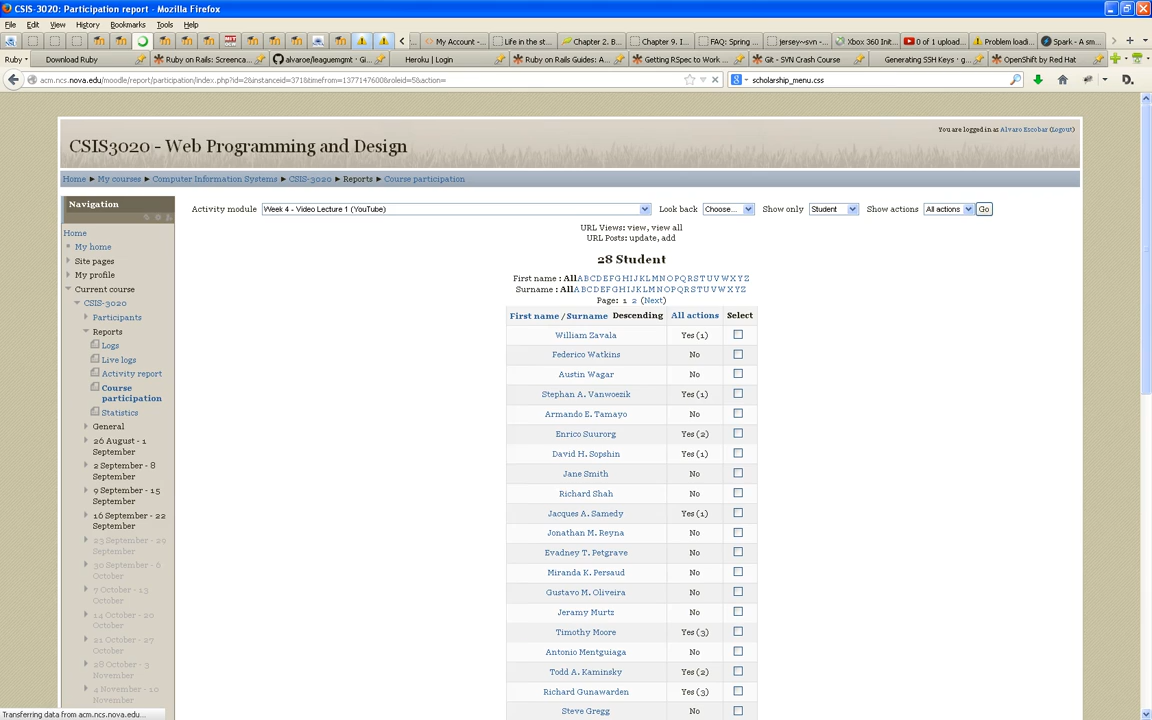 CSIS-3020: Participation report - Mozilla Firefox
File Edit View History Bookmarks Tools Help
My Account -... Life in the st... Chapter 2. B... Chapter 9. I... FAQ: Spring ... jersey~svn -... Xbox 360 Init... 0 of 1 upload... Problem loadi... Spark - A sm...
Ruby Download Ruby Ruby on Rails: Screenca... alvaroe/leaguemgmt · Gi... Heroku | Login Ruby on Rails Guides: A... Getting RSpec to Work ... Git - SVN Crash Course Generating SSH Keys · g... OpenShift by Red Hat
acm.ncs.nova.edu/moodle/report/participation/index.php?id=2&instanceid=371&timefrom=1377147600&roleid=5&action= scholarship_menu.css
You are logged in as Alvaro Escobar (Logout)
CSIS3020 - Web Programming and Design
Home ► My courses ► Computer Information Systems ► CSIS-3020 ► Reports ► Course participation
Navigation
Home
My home
Site pages
My profile
Current course
CSIS-3020
Participants
Reports
Logs
Live logs
Activity report
Course
participation
Statistics
General
26 August - 1
September
2 September - 8
September
9 September - 15
September
16 September - 22
September
23 September - 29
September
30 September - 6
October
7 October - 13
October
14 October - 20
October
21 October - 27
October
28 October - 3
November
4 November - 10
November
Activity module Week 4 - Video Lecture 1 (YouTube) Look back Choose... Show only Student Show actions All actions Go
URL Views: view, view all
URL Posts: update, add
28 Student
First name : All A B C D E F G H I J K L M N O P Q R S T U V W X Y Z
Surname : All A B C D E F G H I J K L M N O P Q R S T U V W X Y Z
Page: 1 2 (Next)
First name / Surname Descending All actions Select
William Zavala Yes (1)
Federico Watkins No
Austin Wagar No
Stephan A. Vanwoezik Yes (1)
Armando E. Tamayo No
Enrico Suurorg Yes (2)
David H. Sopshin Yes (1)
Jane Smith No
Richard Shah No
Jacques A. Samedy Yes (1)
Jonathan M. Reyna No
Evadney T. Petgrave No
Miranda K. Persaud No
Gustavo M. Oliveira No
Jeramy Murtz No
Timothy Moore Yes (3)
Antonio Mentguiaga No
Todd A. Kaminsky Yes (2)
Richard Gunawarden Yes (3)
Steve Gregg No
Transferring data from acm.ncs.nova.edu...